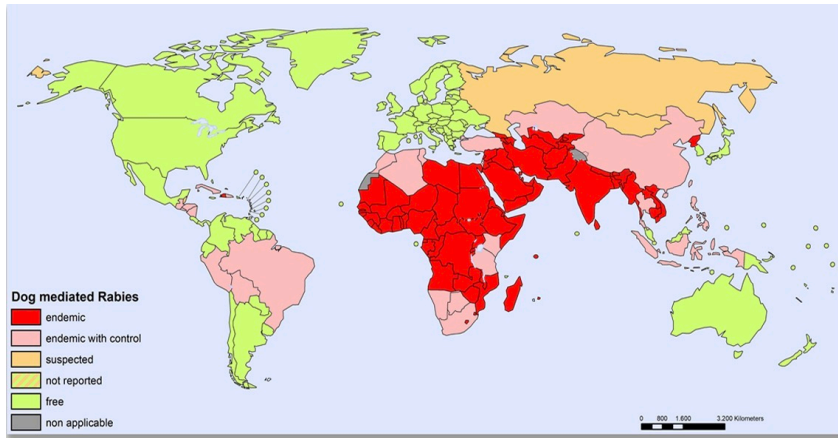 Dog mediated Rabies
endemic
endemic with control
suspected
not reported
free
non applicable
0 800 1.600 3.200 Kilometers